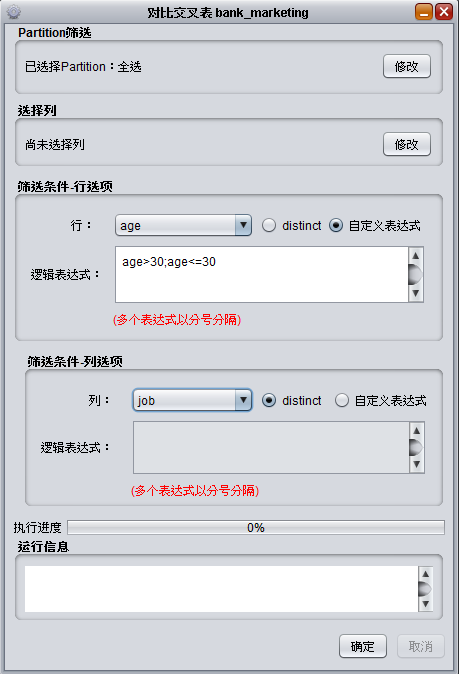 对比交叉表 bank_marketing
Partition筛选
已选择Partition：全选 修改
选择列
尚未选择列 修改
筛选条件-行选项
行： age distinct 自定义表达式
逻辑表达式： age>30;age<=30
(多个表达式以分号分隔)
筛选条件-列选项
列： job distinct 自定义表达式
逻辑表达式：
(多个表达式以分号分隔)
执行进度 0%
运行信息
确定 取消